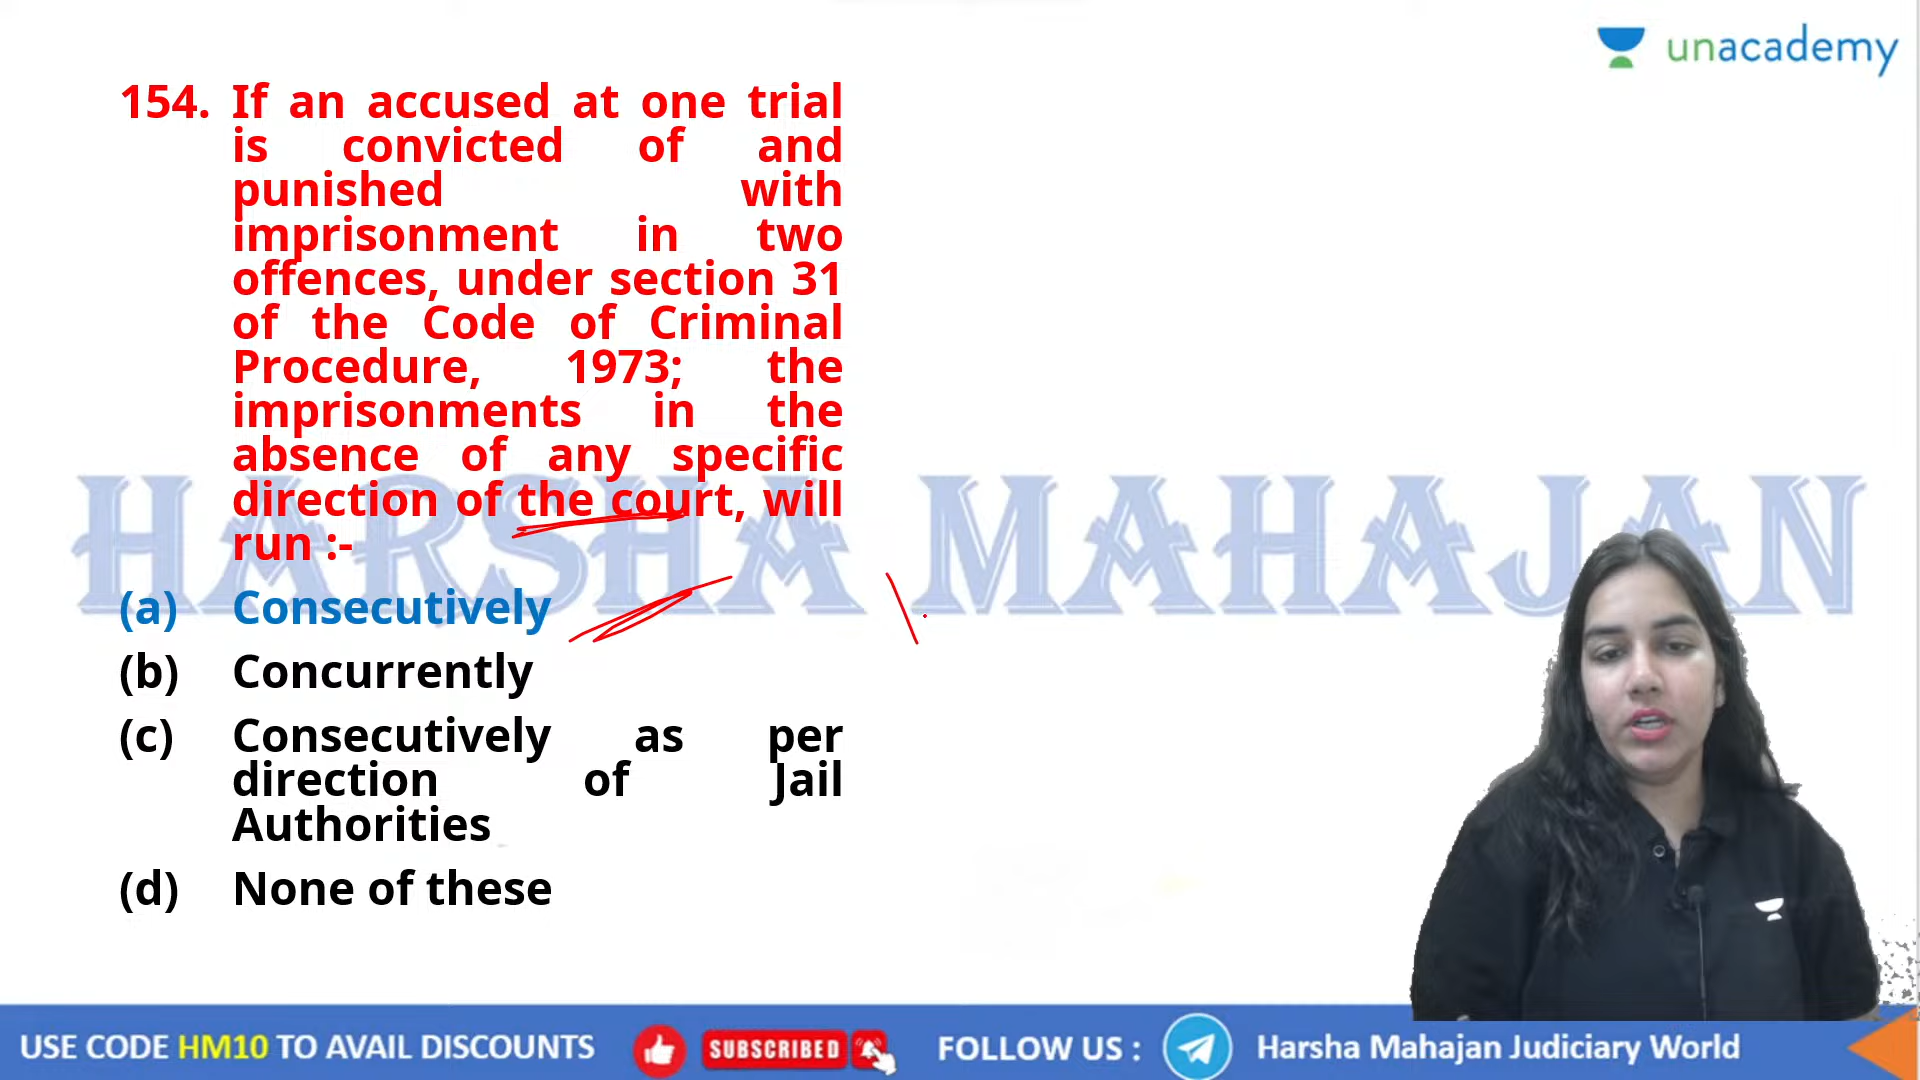 unacademy
154. If an accused at one trial
is convicted of and
punished with
imprisonment in two
offences, under section 31
of the Code of Criminal
Procedure, 1973; the
imprisonments in the
absence of any specific
direction of the court, will
run :-
HARSHA MAHAJAN
(a) Consecutively
(b) Concurrently
(c) Consecutively as per
direction of Jail
Authorities
(d) None of these
USE CODE HM10 TO AVAIL DISCOUNTS SUBSCRIBED FOLLOW US : Harsha Mahajan Judiciary World